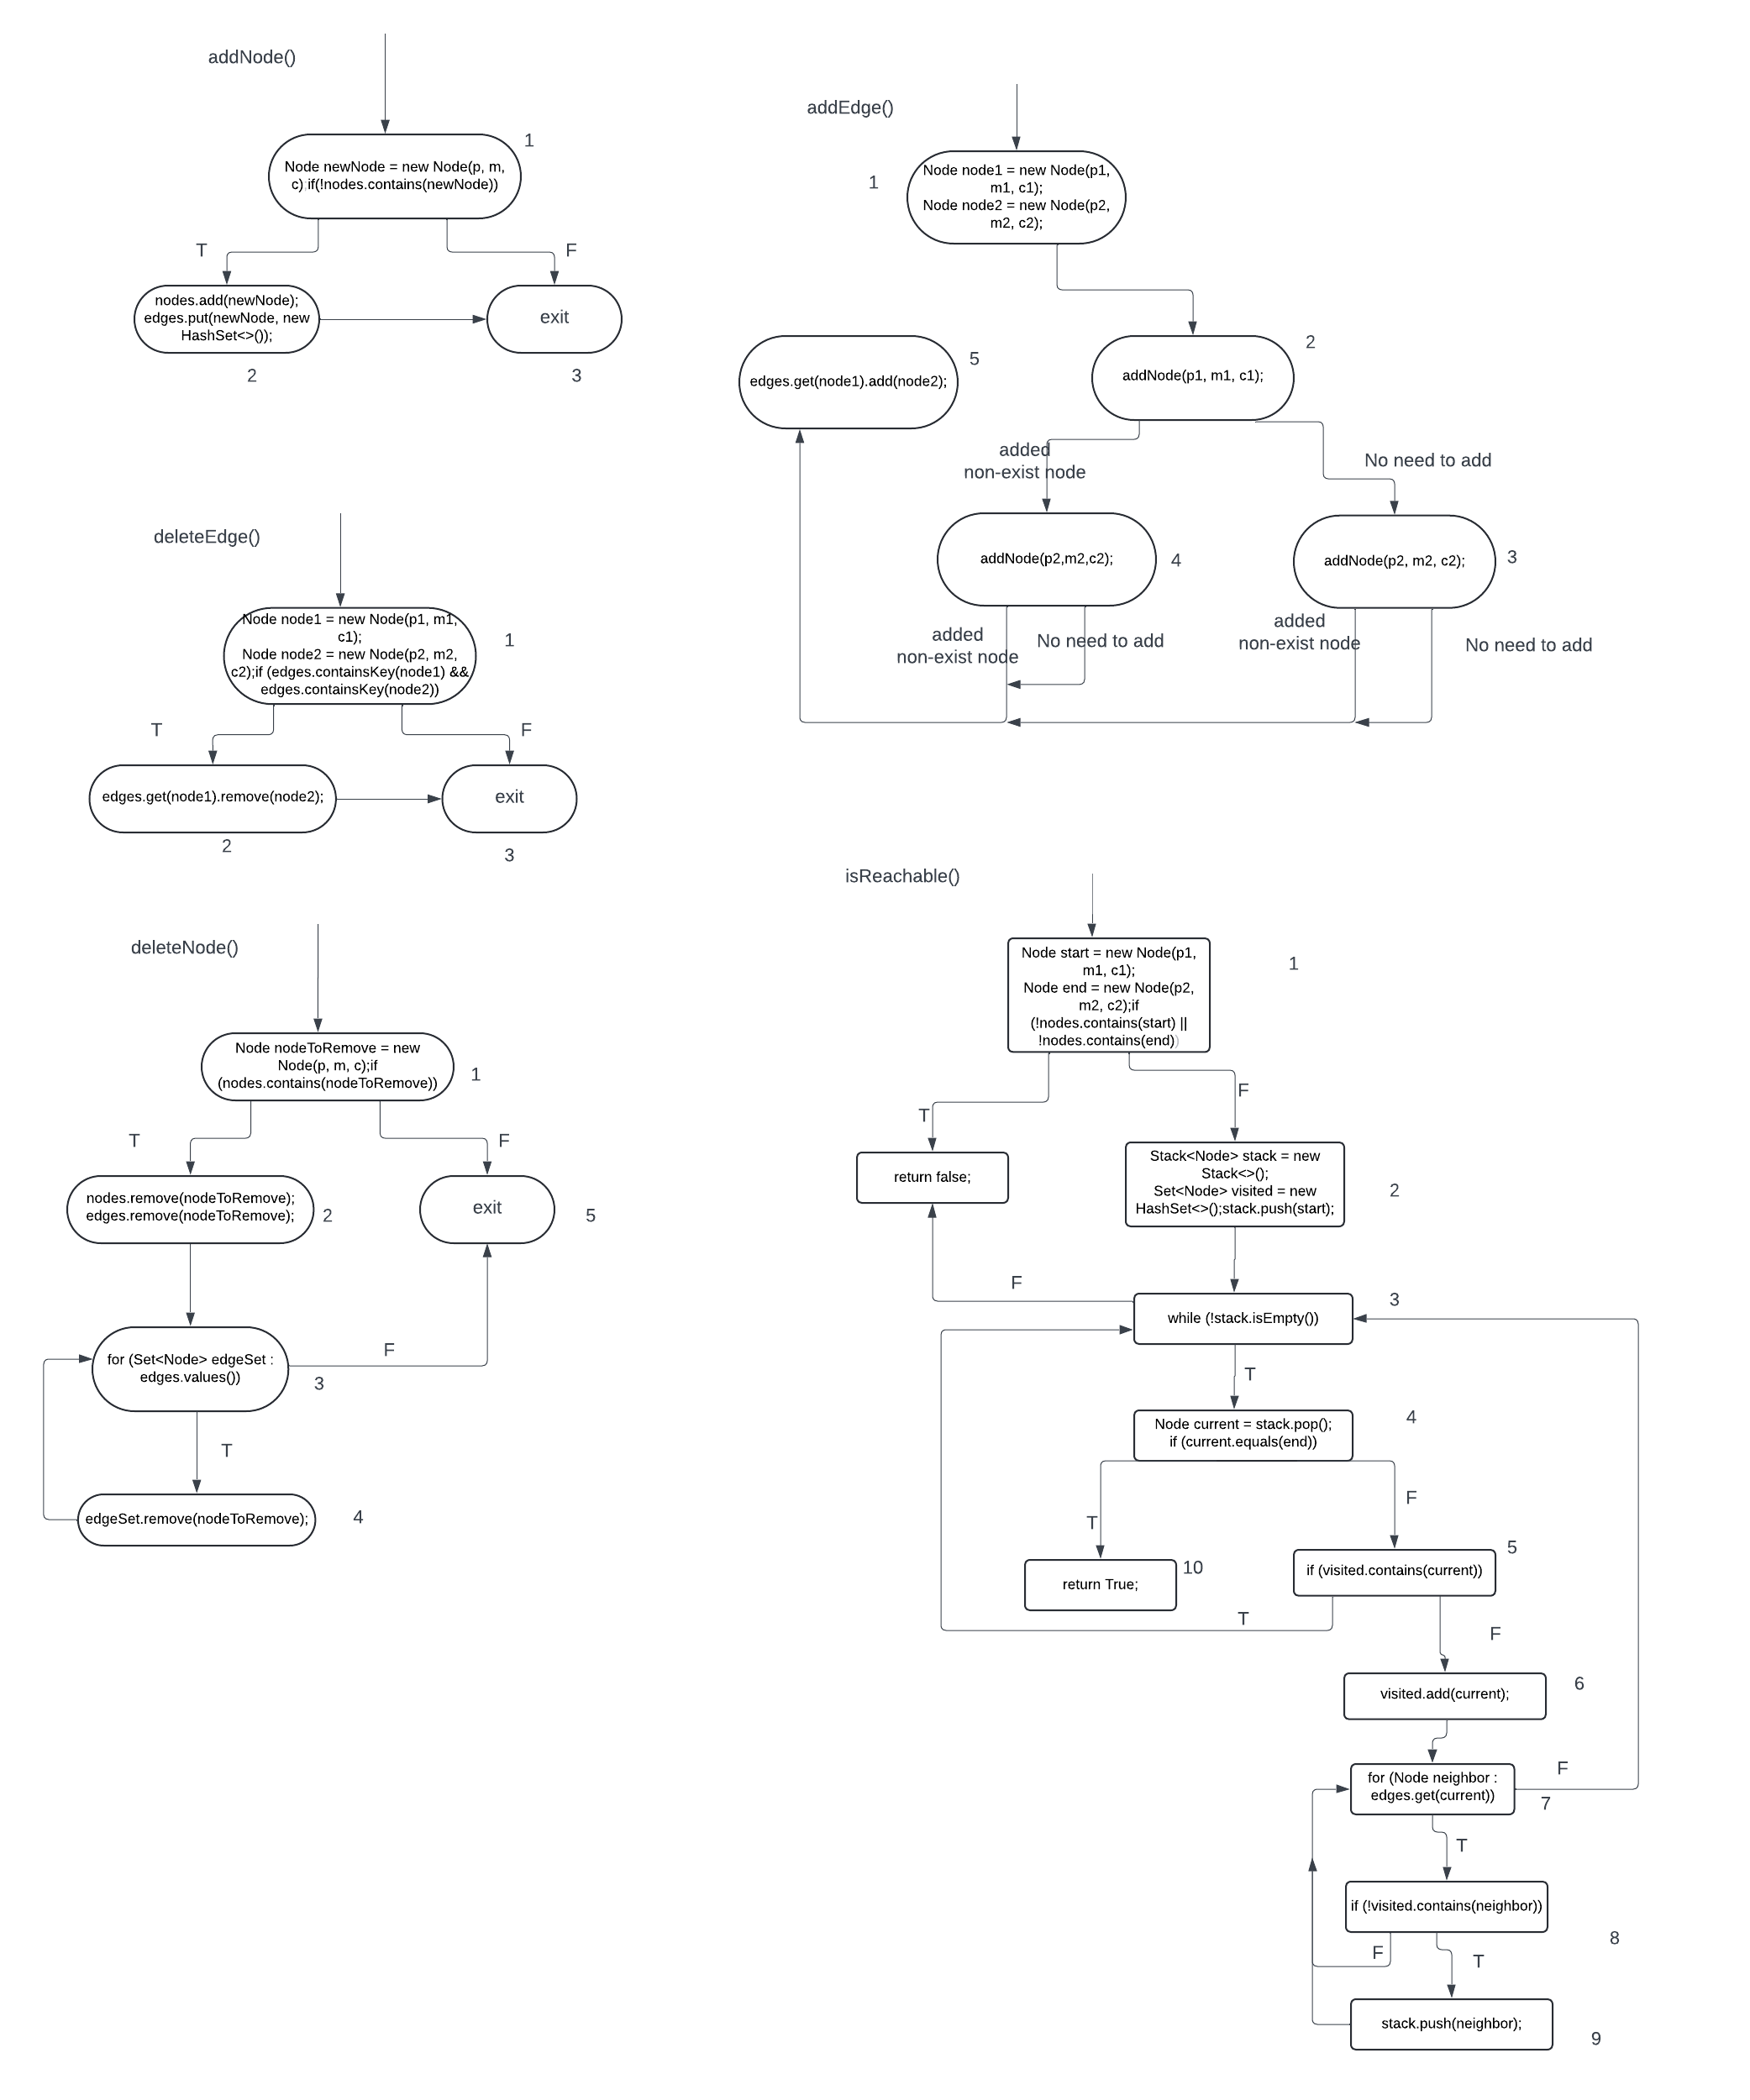 addNode()
1
Node newNode = new Node(p, m,
c);if(!nodes.contains(newNode))
T
F
nodes.add(newNode);
edges.put(newNode, new
HashSet<>());
exit
2
3
addEdge()
1
Node node1 = new Node(p1,
m1, c1);
Node node2 = new Node(p2,
m2, c2);
2
addNode(p1, m1, c1);
5
edges.get(node1).add(node2);
added
non-exist node
No need to add
addNode(p2,m2,c2);
4
addNode(p2, m2, c2);
3
added
non-exist node
No need to add
added
non-exist node
No need to add
deleteEdge()
Node node1 = new Node(p1, m1,
c1);
Node node2 = new Node(p2, m2,
c2);if (edges.containsKey(node1) &&
edges.containsKey(node2))
1
T
F
edges.get(node1).remove(node2);
exit
2
3
deleteNode()
Node nodeToRemove = new
Node(p, m, c);if
(nodes.contains(nodeToRemove))
1
T
F
nodes.remove(nodeToRemove);
edges.remove(nodeToRemove);
2
exit
5
for (Set<Node> edgeSet :
edges.values())
3
F
T
edgeSet.remove(nodeToRemove);
4
isReachable()
Node start = new Node(p1,
m1, c1);
Node end = new Node(p2,
m2, c2);if
(!nodes.contains(start) ||
!nodes.contains(end))
1
T
F
return false;
Stack<Node> stack = new
Stack<>();
Set<Node> visited = new
HashSet<>();stack.push(start);
2
F
while (!stack.isEmpty())
3
T
Node current = stack.pop();
if (current.equals(end))
4
T
F
return True;
10
if (visited.contains(current))
5
T
F
visited.add(current);
6
for (Node neighbor :
edges.get(current))
F
7
T
if (!visited.contains(neighbor))
8
F
T
stack.push(neighbor);
9